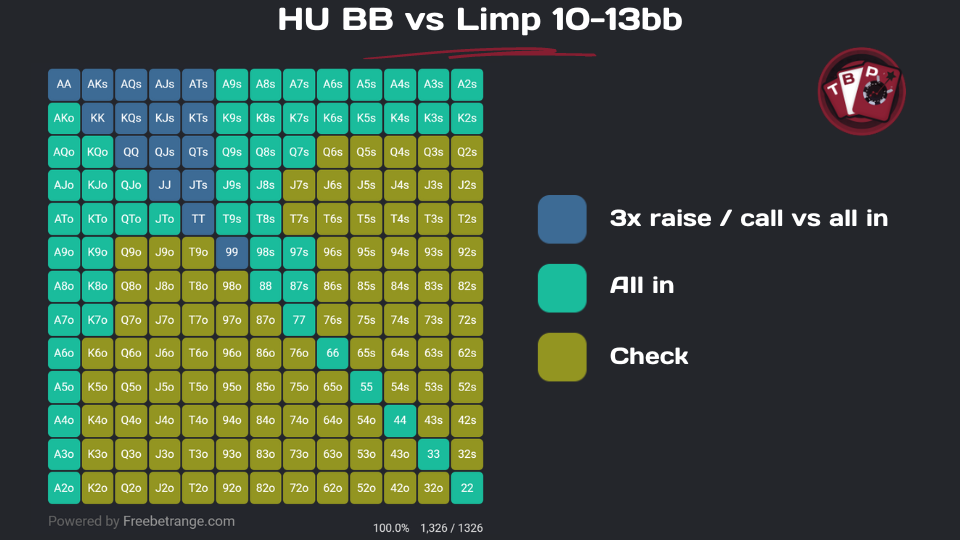 HU BB vs Limp 10-13bb
AA AKs AQs AJs ATs A9s A8s A7s A6s A5s A4s A3s A2s
AKo KK KQs KJs KTs K9s K8s K7s K6s K5s K4s K3s K2s
AQo KQo QQ QJs QTs Q9s Q8s Q7s Q6s Q5s Q4s Q3s Q2s
AJo KJo QJo JJ JTs J9s J8s J7s J6s J5s J4s J3s J2s
ATo KTo QTo JTo TT T9s T8s T7s T6s T5s T4s T3s T2s
A9o K9o Q9o J9o T9o 99 98s 97s 96s 95s 94s 93s 92s
A8o K8o Q8o J8o T8o 98o 88 87s 86s 85s 84s 83s 82s
A7o K7o Q7o J7o T7o 97o 87o 77 76s 75s 74s 73s 72s
A6o K6o Q6o J6o T6o 96o 86o 76o 66 65s 64s 63s 62s
A5o K5o Q5o J5o T5o 95o 85o 75o 65o 55 54s 53s 52s
A4o K4o Q4o J4o T4o 94o 84o 74o 64o 54o 44 43s 42s
A3o K3o Q3o J3o T3o 93o 83o 73o 63o 53o 43o 33 32s
A2o K2o Q2o J2o T2o 92o 82o 72o 62o 52o 42o 32o 22
Powered by Freebetrange.com
100.0% 1,326 / 1326
TBP
3x raise / call vs all in
All in
Check